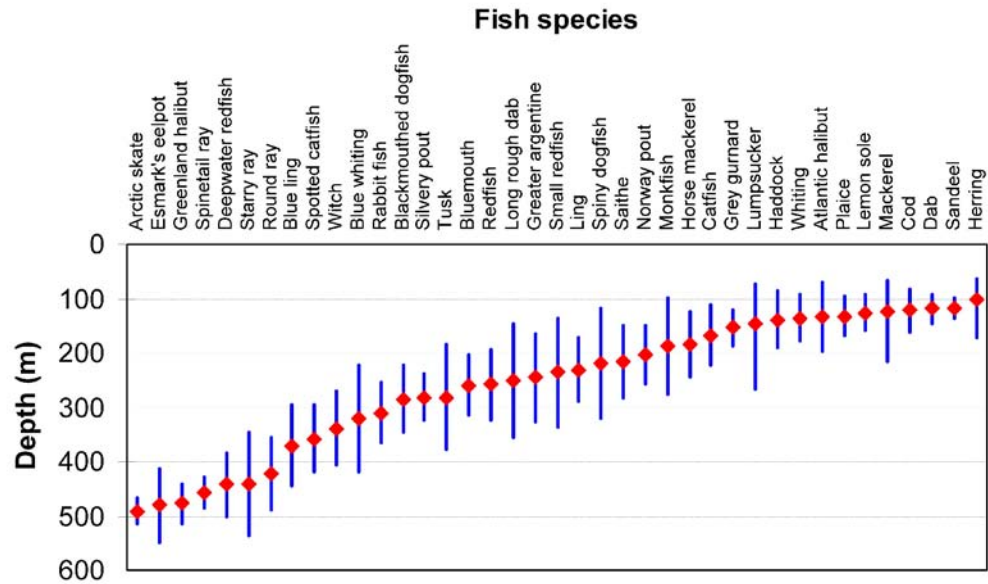 Fish species
Arctic skate
Esmark's eelpot
Greenland halibut
Spinetail ray
Deepwater redfish
Starry ray
Round ray
Blue ling
Spotted catfish
Witch
Blue whiting
Rabbit fish
Blackmouthed dogfish
Silvery pout
Tusk
Bluemouth
Redfish
Long rough dab
Greater argentine
Small redfish
Ling
Spiny dogfish
Saithe
Norway pout
Monkfish
Horse mackerel
Catfish
Grey gurnard
Lumpsucker
Haddock
Whiting
Atlantic halibut
Plaice
Lemon sole
Mackerel
Cod
Dab
Sandeel
Herring
Depth (m)
0
100
200
300
400
500
600